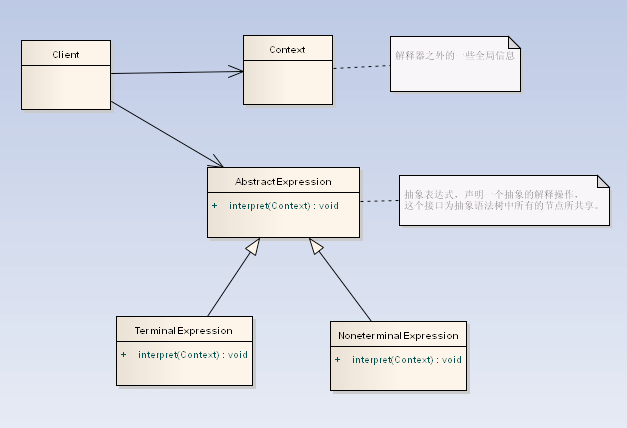 Client
Context
解释器之外的一些全局信息
AbstractExpression
+ interpret(Context) : void
抽象表达式，声明一个抽象的解释操作，
这个接口为抽象语法树中所有的节点所共享。
TerminalExpression
+ interpret(Context) : void
NoneterminalExpression
+ interpret(Context) : void